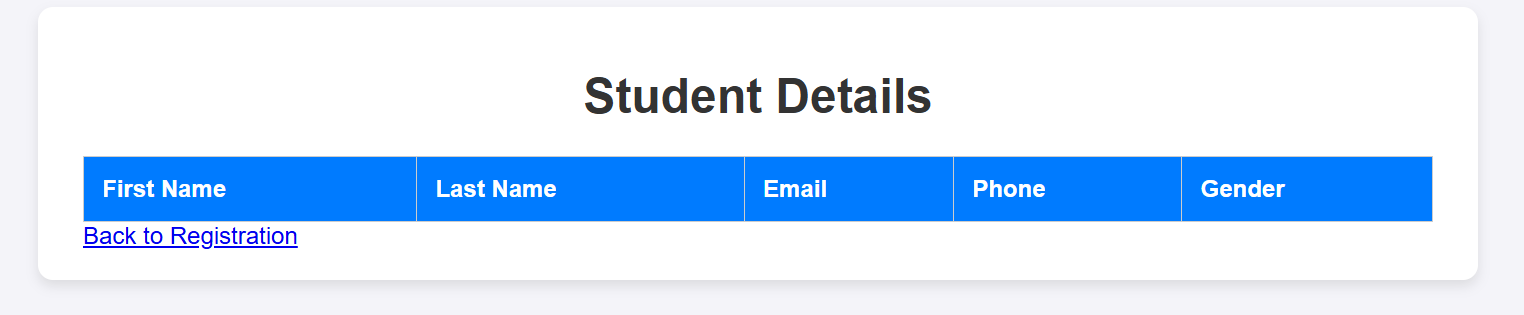 Student Details
First Name Last Name Email Phone Gender
Back to Registration